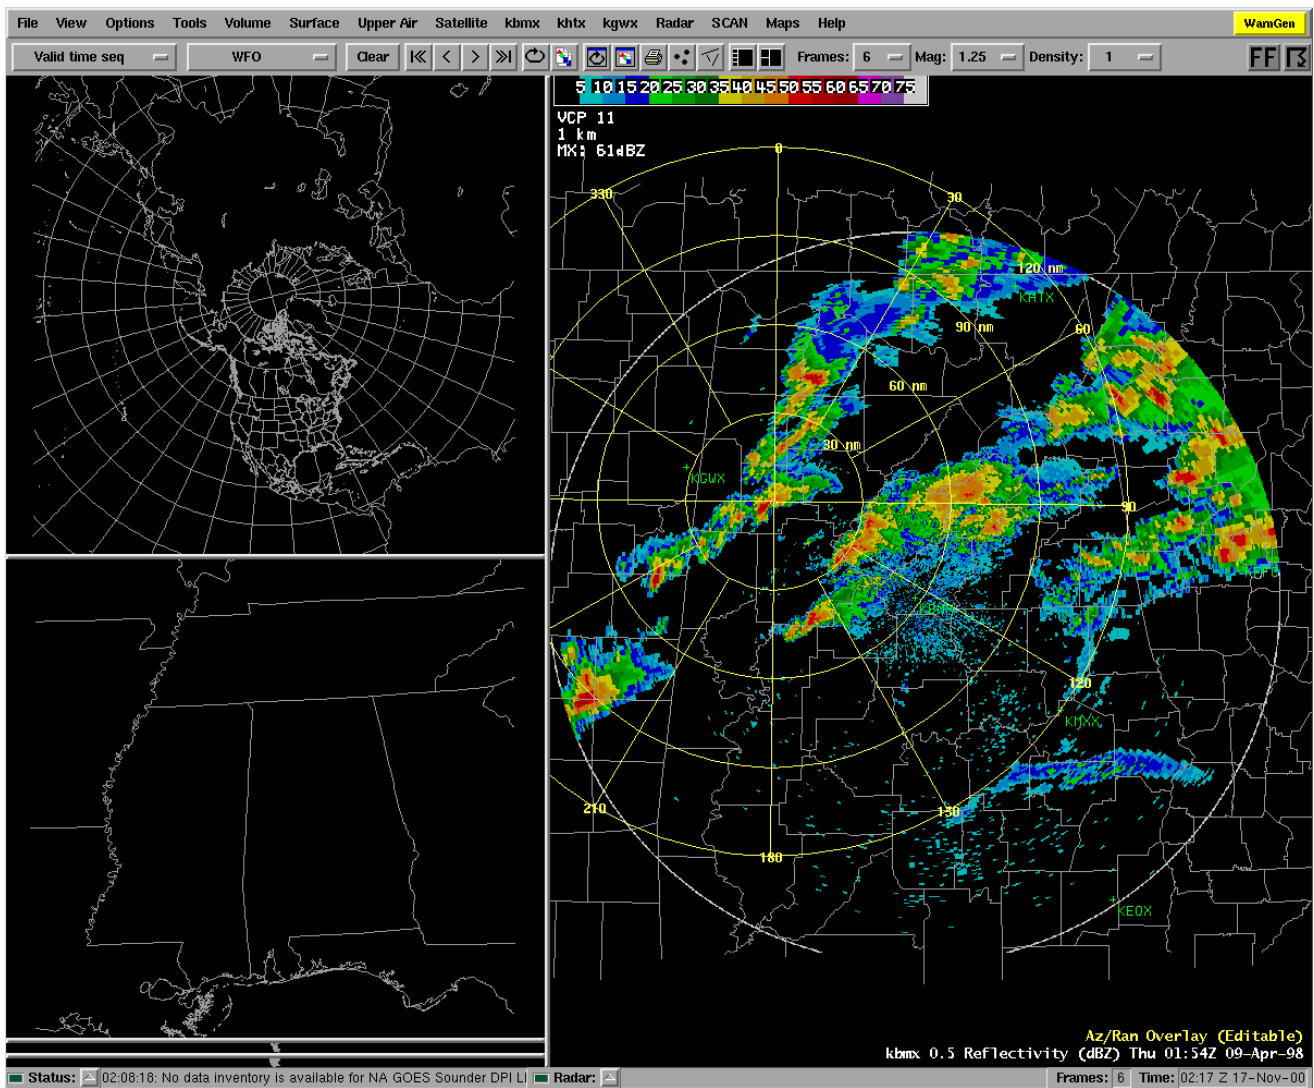 File View Options Tools Volume Surface Upper Air Satellite kbmx khtx kgwx Radar SCAN Maps Help WarnGen
Valid time seq WFO Clear Frames: 6 Mag: 1.25 Density: 1 FF
5 10 15 20 25 30 35 40 45 50 55 60 65 70 75
VCP 11
1 km
MX: 61dBZ
0
330
30
120 nm
KHTX
90 nm
60
60 nm
30 nm
KGWX
90
120
KMXX
210
150
180
KEOX
Az/Ran Overlay (Editable)
kbmx 0.5 Reflectivity (dBZ) Thu 01:54Z 09-Apr-98
Status: 02:08:18: No data inventory is available for NA GOES Sounder DPI LI Radar: Frames: 6 Time: 02:17 Z 17-Nov-00